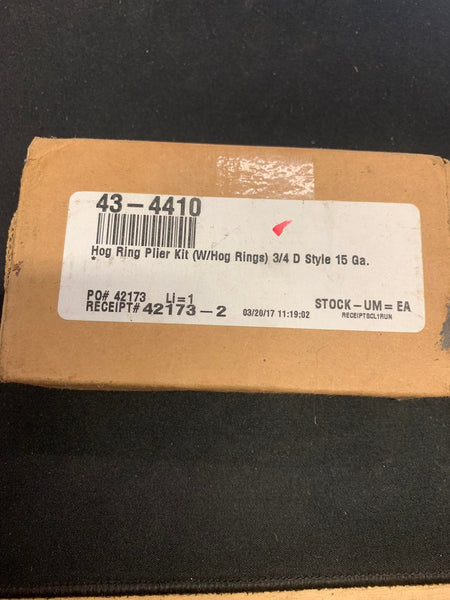 43-4410
Hog Ring Plier Kit (W/Hog Rings) 3/4 D Style 15 Ga.
*
PO# 42173 Li=1
RECEIPT# 42173-2 03/20/17 11:19:02
STOCK-UM=EA
RECEIPTBCL1RUN